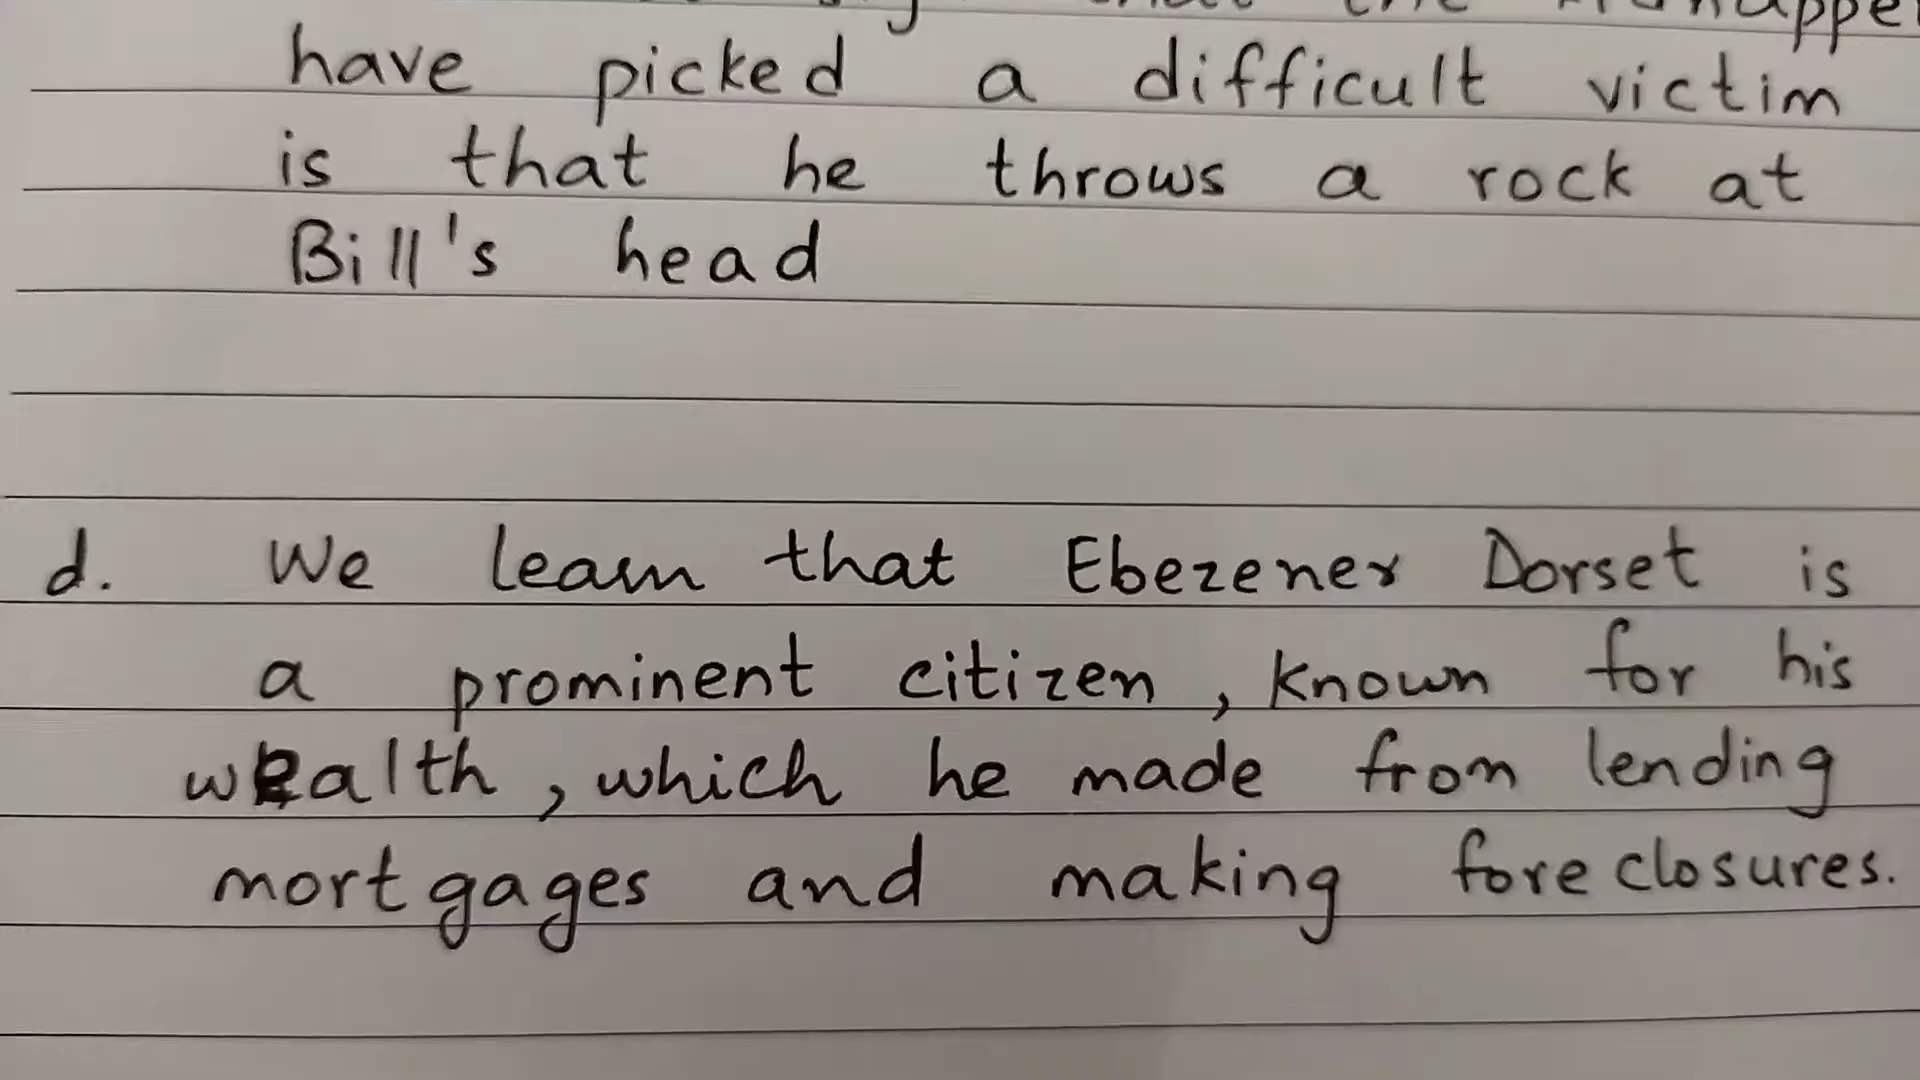 have picked a difficult victim
is that he throws a rock at
Bill's head
d. We learn that Ebezener Dorset is
a prominent citizen, known for his
wealth, which he made from lending
mortgages and making foreclosures.